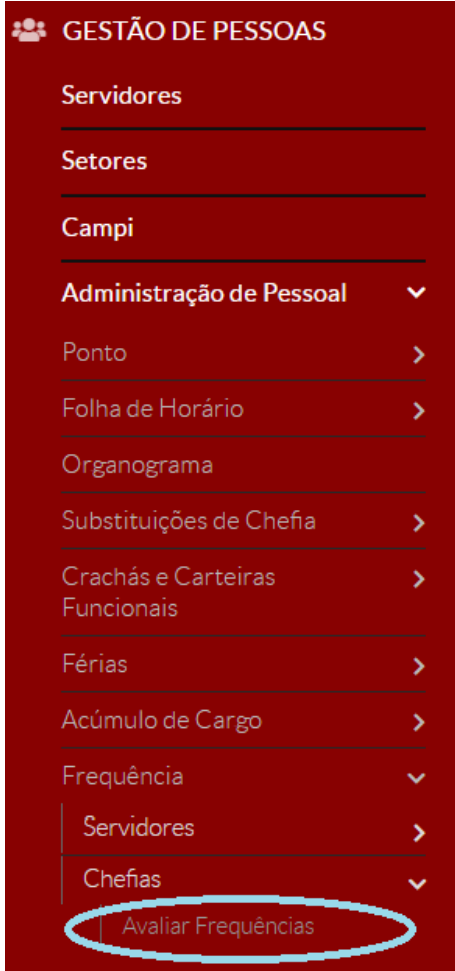 GESTÃO DE PESSOAS
Servidores
Setores
Campi
Administração de Pessoal
Ponto
Folha de Horário
Organograma
Substituições de Chefia
Crachás e Carteiras
Funcionais
Férias
Acúmulo de Cargo
Frequência
Servidores
Chefias
Avaliar Frequências